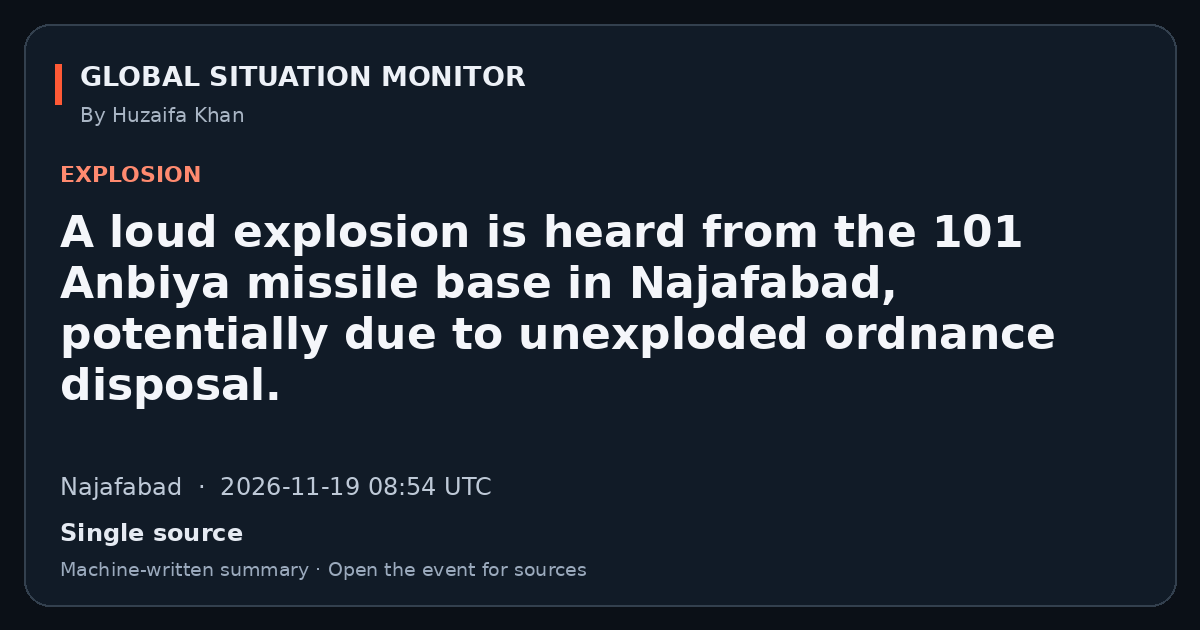 GLOBAL SITUATION MONITOR
By Huzaifa Khan
EXPLOSION
A loud explosion is heard from the 101
Anbiya missile base in Najafabad,
potentially due to unexploded ordnance
disposal.
Najafabad · 2026-11-19 08:54 UTC
Single source
Machine-written summary · Open the event for sources